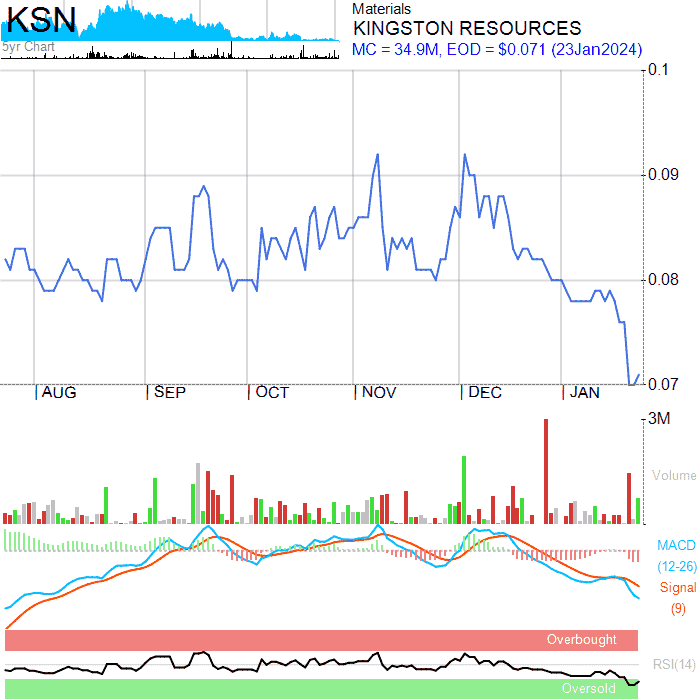 KSN
5yr Chart
Materials
KINGSTON RESOURCES
MC = 34.9M, EOD = $0.071 (23Jan2024)
0.1
0.09
0.08
0.07
AUG SEP OCT NOV DEC JAN
3M
Volume
MACD
(12-26)
Signal
(9)
Overbought
RSI(14)
Oversold